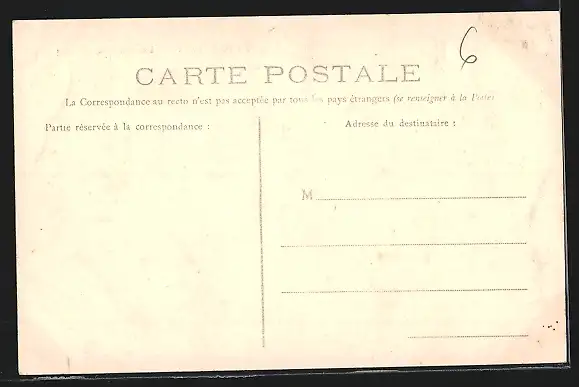 6
CARTE POSTALE
La Correspondance au recto n'est pas acceptée par tous les pays étrangers (se renseigner à la Poste)
Partie réservée à la correspondance :
Adresse du destinataire :
M